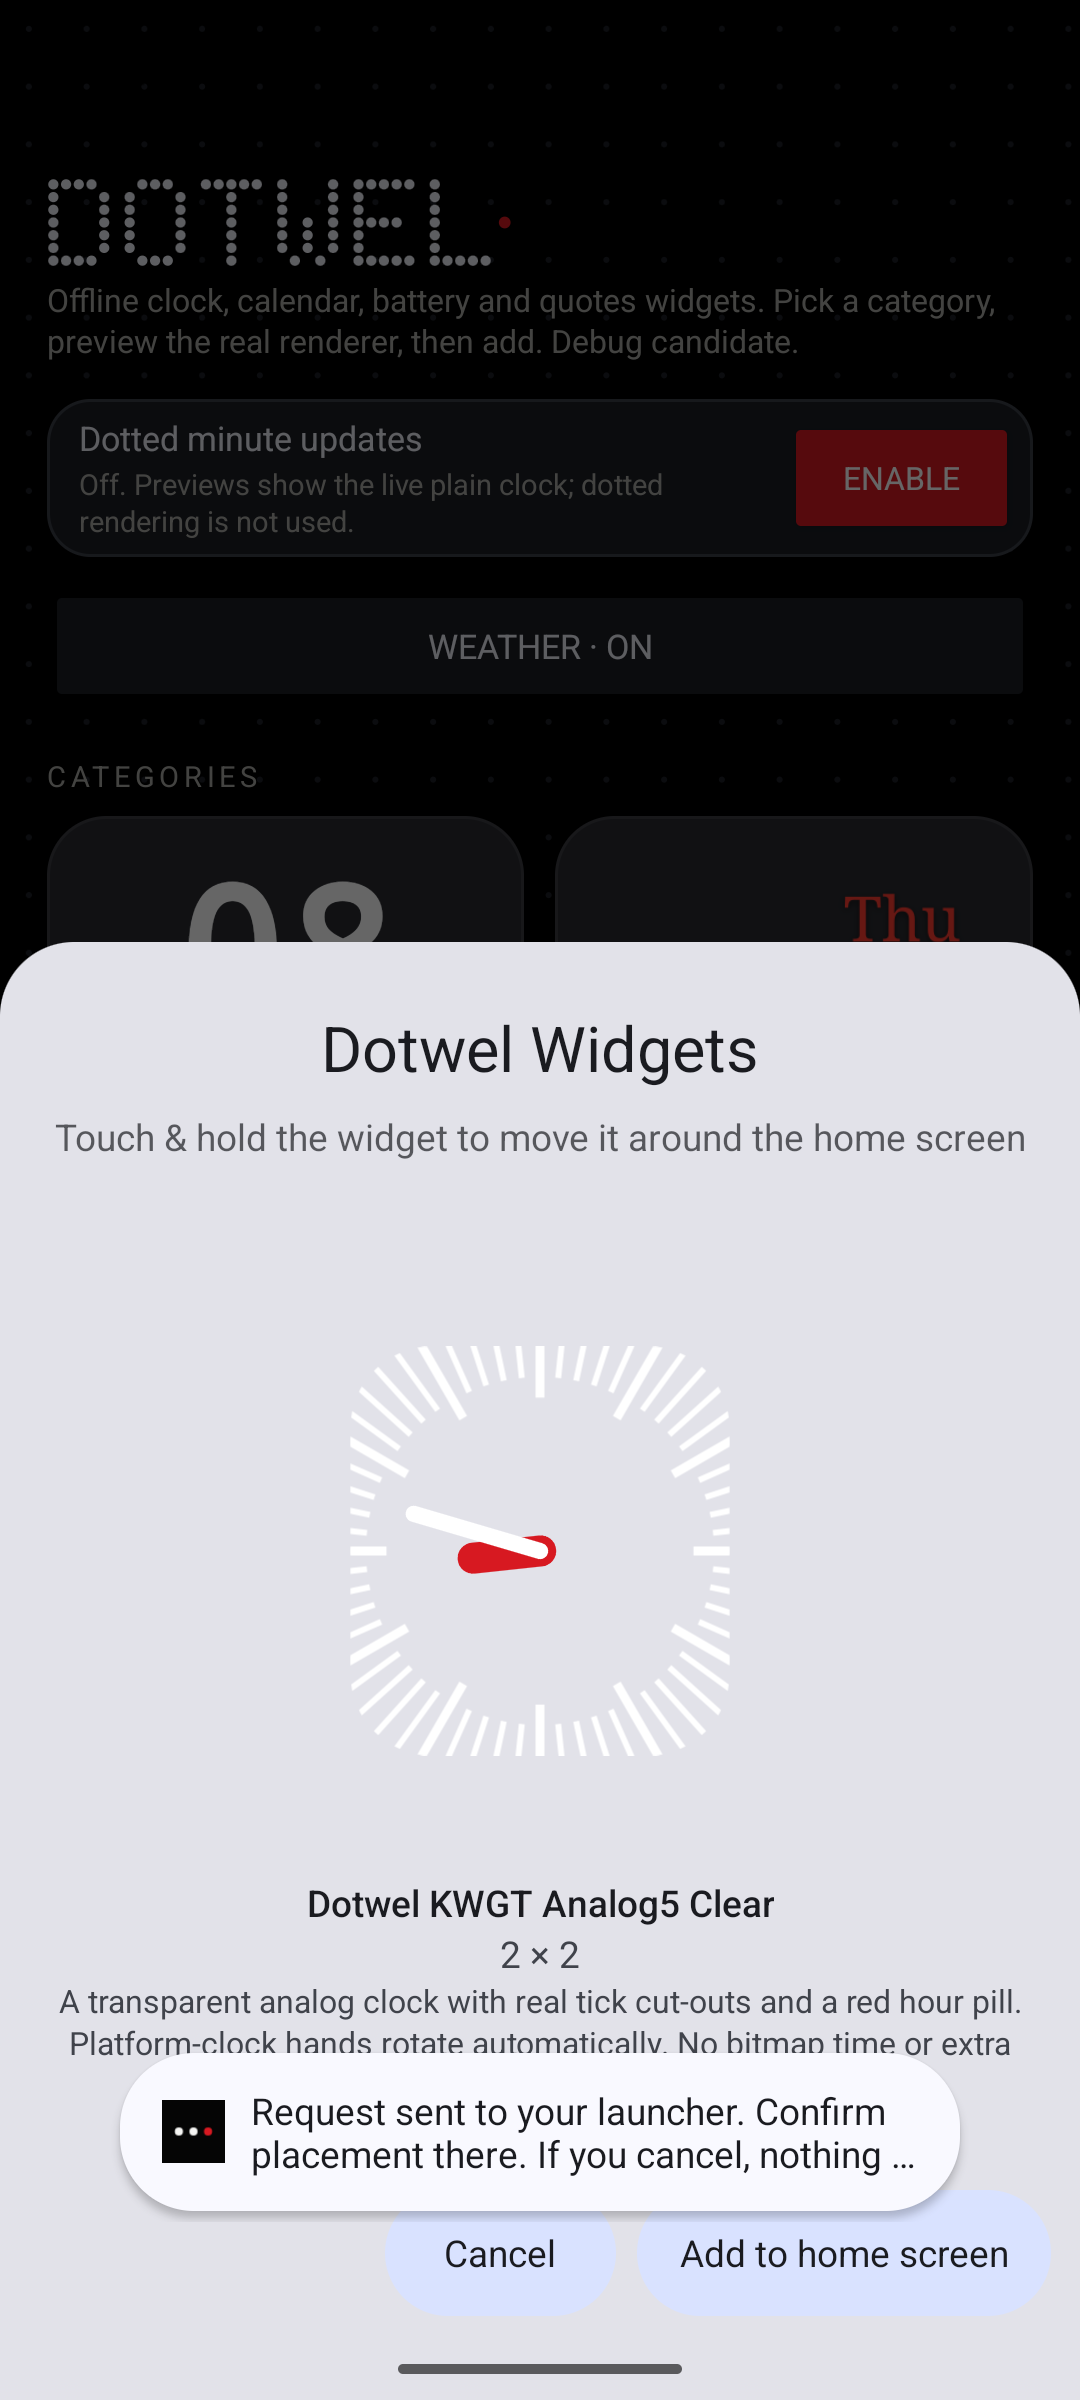 DOTWEL
Offline clock, calendar, battery and quotes widgets. Pick a category,
preview the real renderer, then add. Debug candidate.
Dotted minute updates
Off. Previews show the live plain clock; dotted
rendering is not used.
ENABLE
WEATHER · ON
CATEGORIES
08
Thu
Dotwel Widgets
Touch & hold the widget to move it around the home screen
Dotwel KWGT Analog5 Clear
2 × 2
A transparent analog clock with real tick cut-outs and a red hour pill.
Platform-clock hands rotate automatically. No bitmap time or extra
Request sent to your launcher. Confirm
placement there. If you cancel, nothing ...
Cancel
Add to home screen